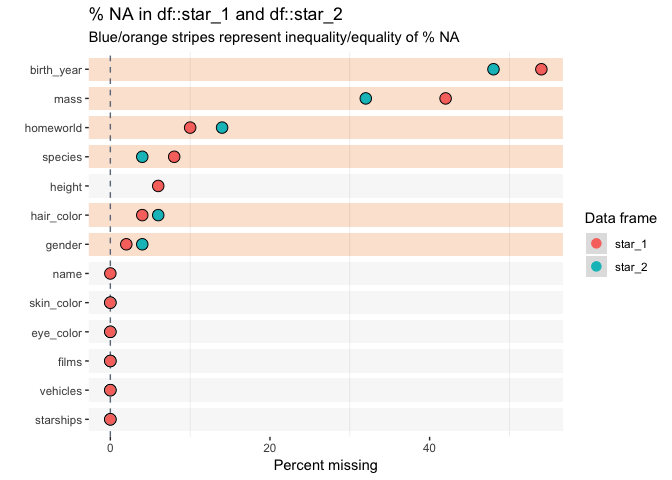 % NA in df::star_1 and df::star_2
Blue/orange stripes represent inequality/equality of % NA
birth_year
mass
homeworld
species
height
hair_color
gender
name
skin_color
eye_color
films
vehicles
starships
0
20
40
Percent missing
Data frame
star_1
star_2